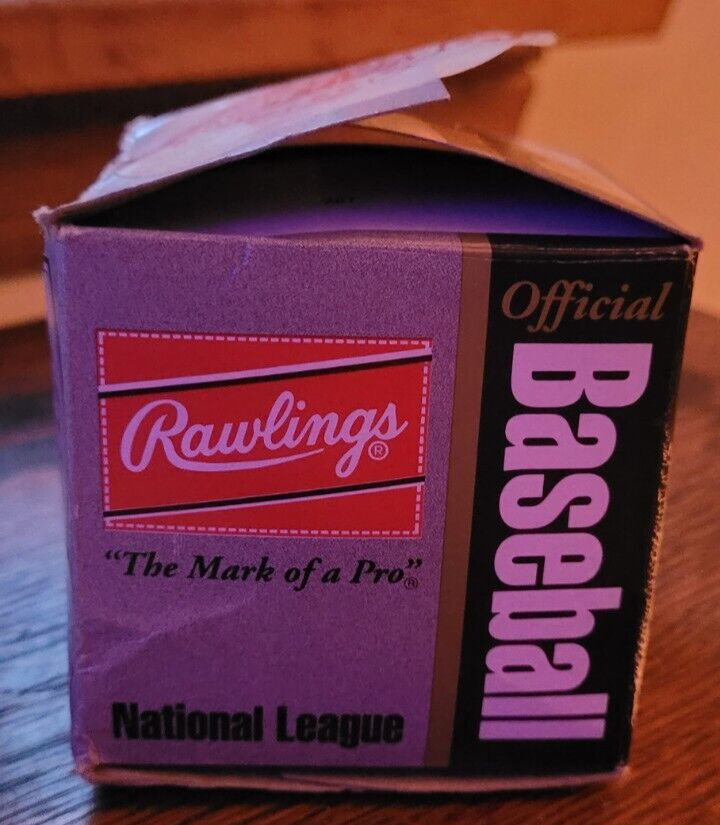 Rawlings®
“The Mark of a Pro”®
National League
Official
Baseball